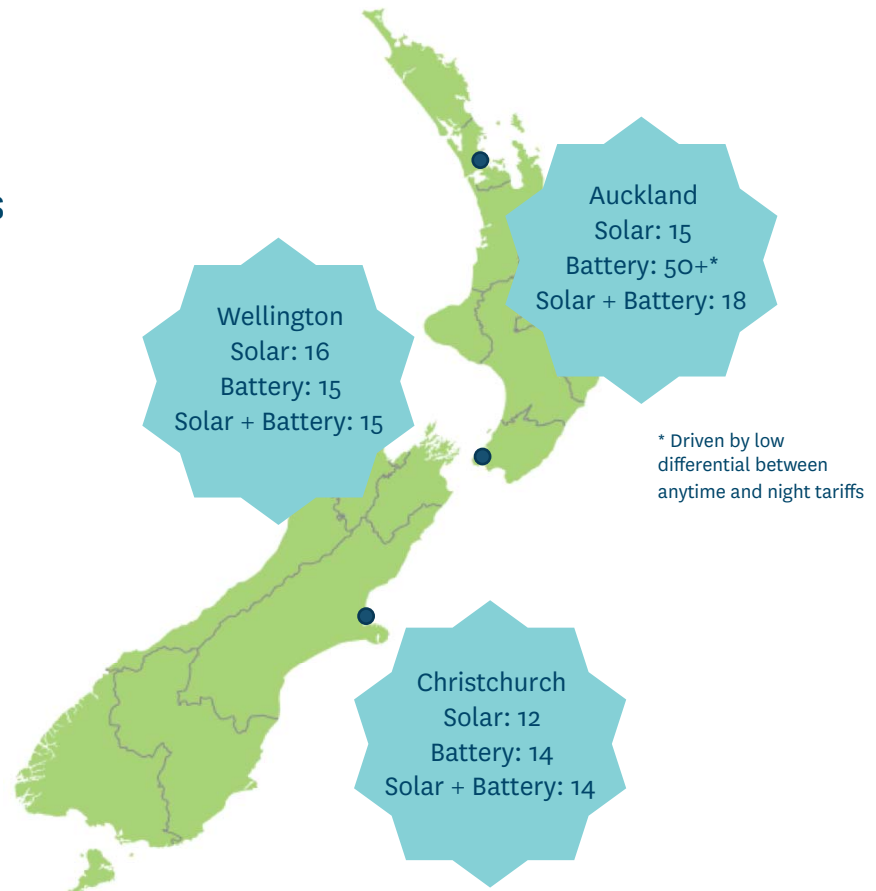 s
Auckland
Solar: 15
Battery: 50+*
Solar + Battery: 18
Wellington
Solar: 16
Battery: 15
Solar + Battery: 15
* Driven by low
differential between
anytime and night tariffs
Christchurch
Solar: 12
Battery: 14
Solar + Battery: 14